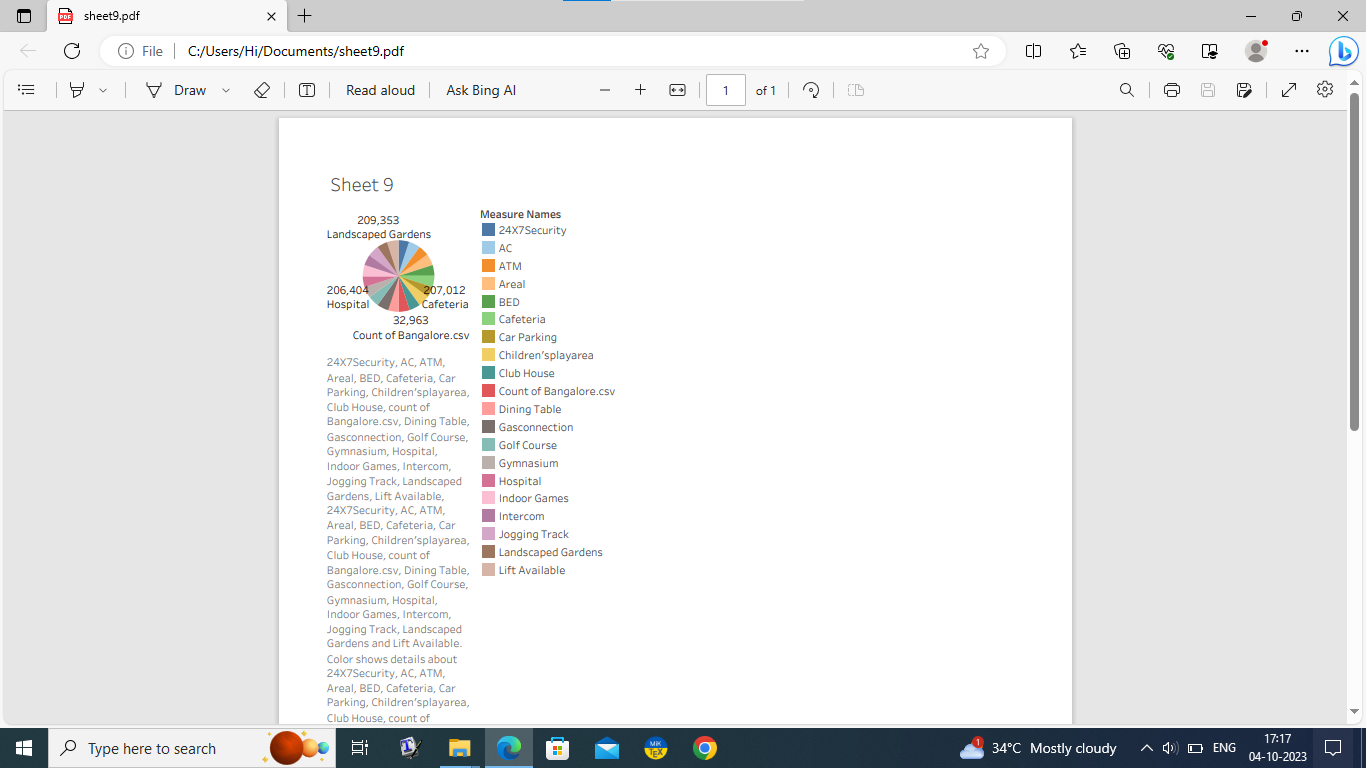 sheet9.pdf
File
C:/Users/Hi/Documents/sheet9.pdf
Draw
Read aloud
Ask Bing AI
1
of 1
Sheet 9
209,353
Landscaped Gardens
206,404
Hospital
207,012
Cafeteria
32,963
Count of Bangalore.csv
24X7Security, AC, ATM,
Areal, BED, Cafeteria, Car
Parking, Children'splayarea,
Club House, count of
Bangalore.csv, Dining Table,
Gasconnection, Golf Course,
Gymnasium, Hospital,
Indoor Games, Intercom,
Jogging Track, Landscaped
Gardens, Lift Available,
24X7Security, AC, ATM,
Areal, BED, Cafeteria, Car
Parking, Children'splayarea,
Club House, count of
Bangalore.csv, Dining Table,
Gasconnection, Golf Course,
Gymnasium, Hospital,
Indoor Games, Intercom,
Jogging Track, Landscaped
Gardens and Lift Available.
Color shows details about
24X7Security, AC, ATM,
Areal, BED, Cafeteria, Car
Parking, Children'splayarea,
Club House, count of
Measure Names
24X7Security
AC
ATM
Areal
BED
Cafeteria
Car Parking
Children'splayarea
Club House
Count of Bangalore.csv
Dining Table
Gasconnection
Golf Course
Gymnasium
Hospital
Indoor Games
Intercom
Jogging Track
Landscaped Gardens
Lift Available
Type here to search
MiK
TEX
1
34°C Mostly cloudy
ENG
17:17
04-10-2023